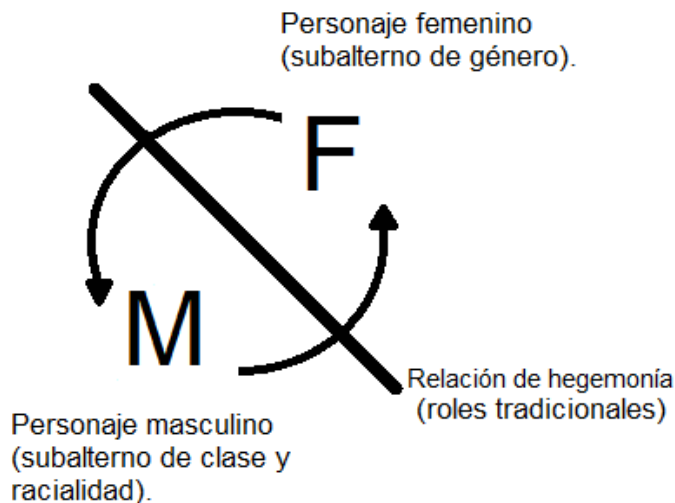 Personaje femenino
(subalterno de género).
F
M
Relación de hegemonía
(roles tradicionales)
Personaje masculino
(subalterno de clase y
racialidad).